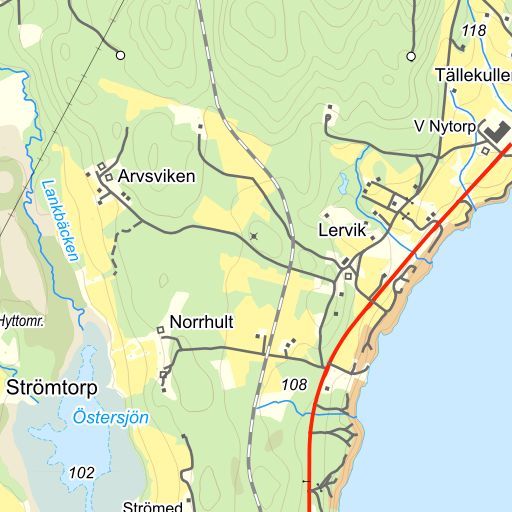 118
Tällekullen
V Nytorp
Arvsviken
Lankbäcken
Lervik
Hyttomr.
Norrhult
Strömtorp
108
Östersjön
102
Strömed